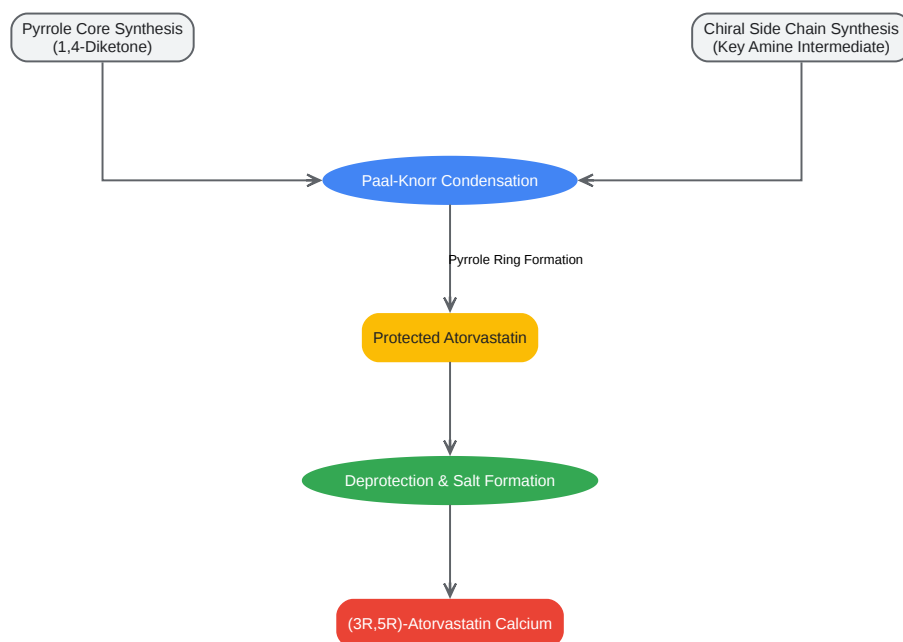 Pyrrole Core Synthesis
(1,4-Diketone)
Chiral Side Chain Synthesis
(Key Amine Intermediate)
Paal-Knorr Condensation
Pyrrole Ring Formation
Protected Atorvastatin
Deprotection & Salt Formation
(3R,5R)-Atorvastatin Calcium